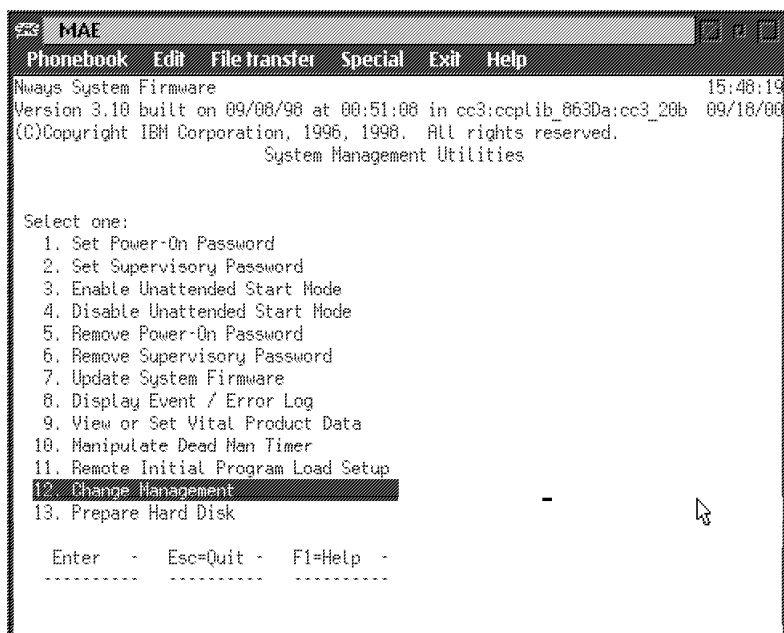 MAE
Phonebook Edit File transfer Special Exit Help
Nways System Firmware 15:48:19
Version 3.10 built on 09/08/98 at 00:51:08 in cc3:ccplib_863Da:cc3_20b 09/18/00
(C)Copyright IBM Corporation, 1996, 1998. All rights reserved.
System Management Utilities
Select one:
1. Set Power-On Password
2. Set Supervisory Password
3. Enable Unattended Start Mode
4. Disable Unattended Start Mode
5. Remove Power-On Password
6. Remove Supervisory Password
7. Update System Firmware
8. Display Event / Error Log
9. View or Set Vital Product Data
10. Manipulate Dead Man Timer
11. Remote Initial Program Load Setup
12. Change Management
13. Prepare Hard Disk
Enter - Esc=Quit - F1=Help -
---------- ---------- ----------